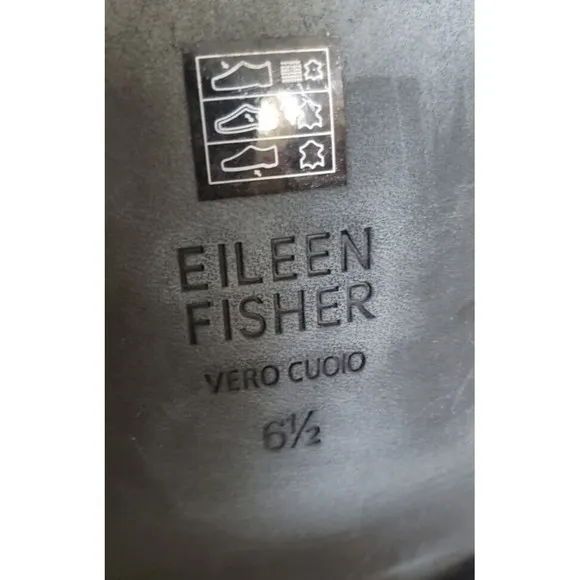 EILEEN
FISHER
VERO CUOIO
6½